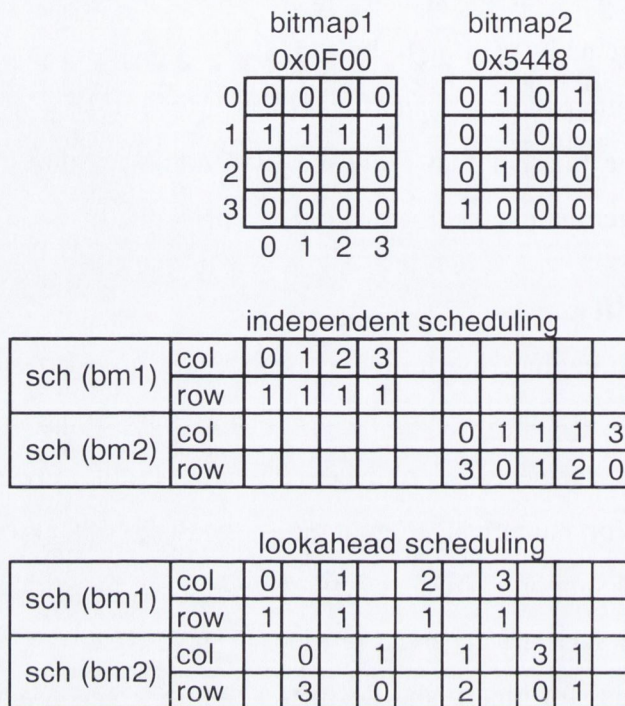 bitmap1 bitmap2
0x0F00 0x5448
0 0 0 0 0 0 1 0 1
1 1 1 1 1 0 1 0 0
2 0 0 0 0 0 1 0 0
3 0 0 0 0 1 0 0 0
0 1 2 3
independent scheduling
sch (bm1) col 0 1 2 3
row 1 1 1 1
sch (bm2) col 0 1 1 1 3
row 3 0 1 2 0
lookahead scheduling
sch (bm1) col 0 1 2 3
row 1 1 1 1
sch (bm2) col 0 1 1 3 1
row 3 0 2 0 1